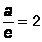 a/e = 2